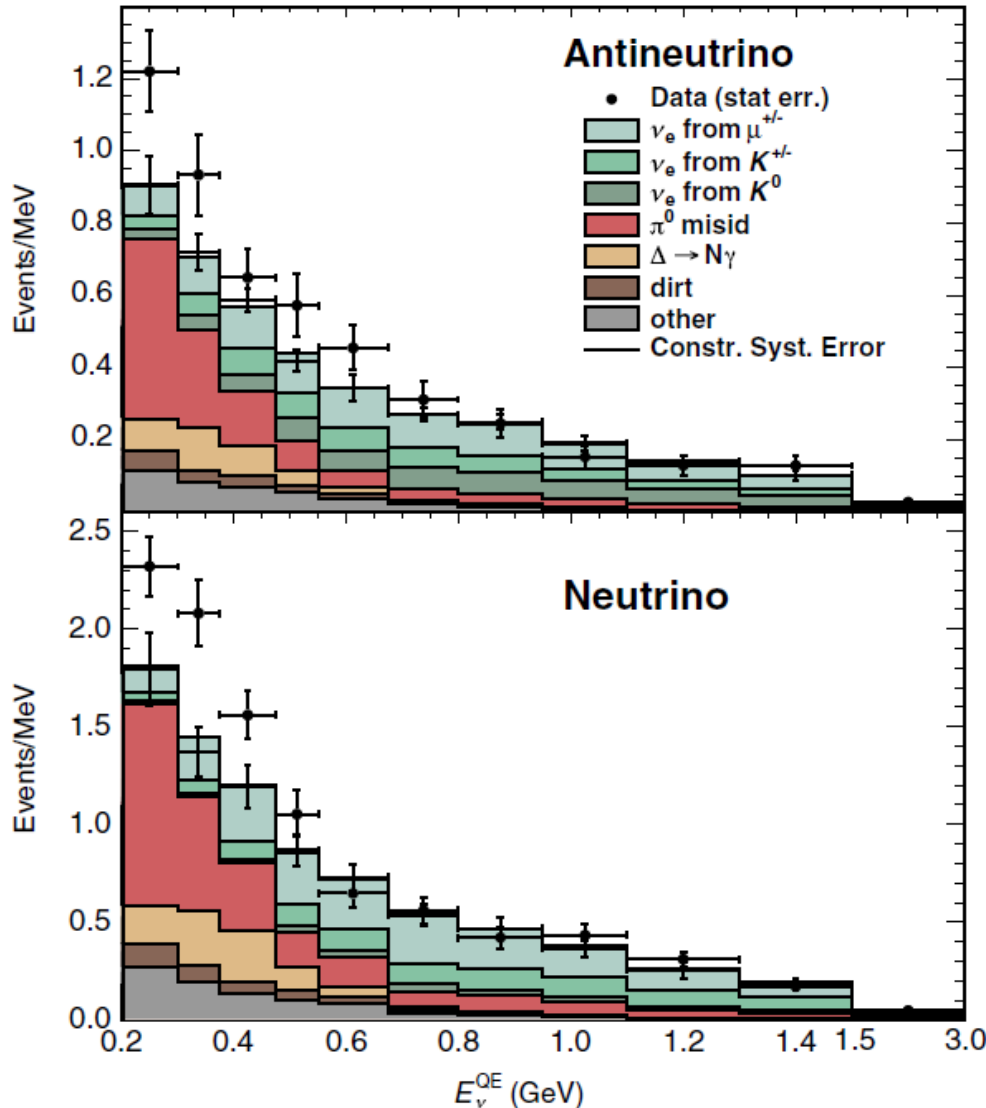 Antineutrino
Data (stat err.)
νe from μ+/-
νe from K+/-
νe from K0
π0 misid
Δ → Nγ
dirt
other
Constr. Syst. Error
Events/MeV
1.2
1.0
0.8
0.6
0.4
0.2
Neutrino
Events/MeV
2.5
2.0
1.5
1.0
0.5
0.0
0.2 0.4 0.6 0.8 1.0 1.2 1.4 1.5 3.0
EνQE (GeV)